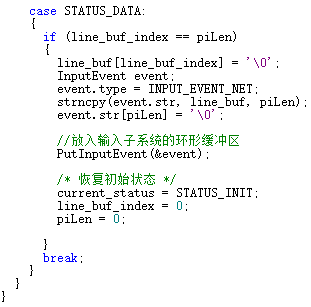 case STATUS_DATA:
{
if (line_buf_index == piLen)
{
line_buf[line_buf_index] = '\0';
InputEvent event;
event.type = INPUT_EVENT_NET;
strncpy(event.str, line_buf, piLen);
event.str[piLen] = '\0';
//放入输入子系统的环形缓冲区
PutInputEvent(&event);
/* 恢复初始状态 */
current_status = STATUS_INIT;
line_buf_index = 0;
piLen = 0;
}
break;
}
}
}